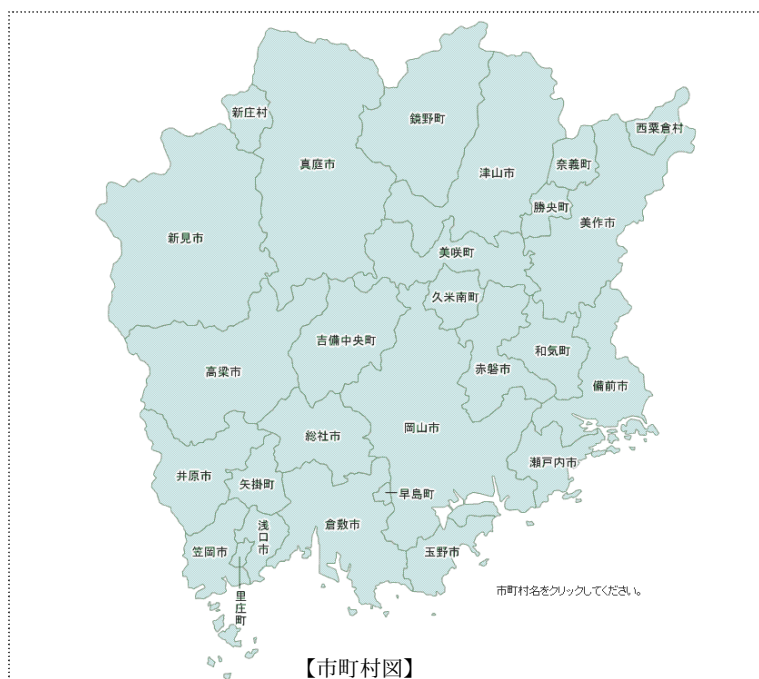 新庄村
鏡野町
西粟倉村
真庭市
津山市
奈義町
勝央町
美作市
新見市
美咲町
久米南町
吉備中央町
和気町
高梁市
赤磐市
備前市
総社市
岡山市
瀬戸内市
井原市
矢掛町
早島町
倉敷市
浅口市
笠岡市
玉野市
里庄町
市町村名をクリックしてください。
【市町村図】